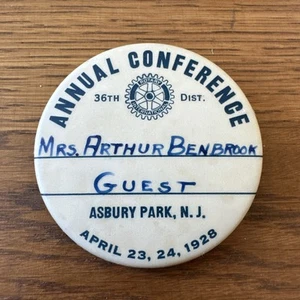 ANNUAL CONFERENCE
36TH DIST.
MRS. ARTHUR BENBROOK
GUEST
ASBURY PARK, N. J.
APRIL 23, 24, 1928